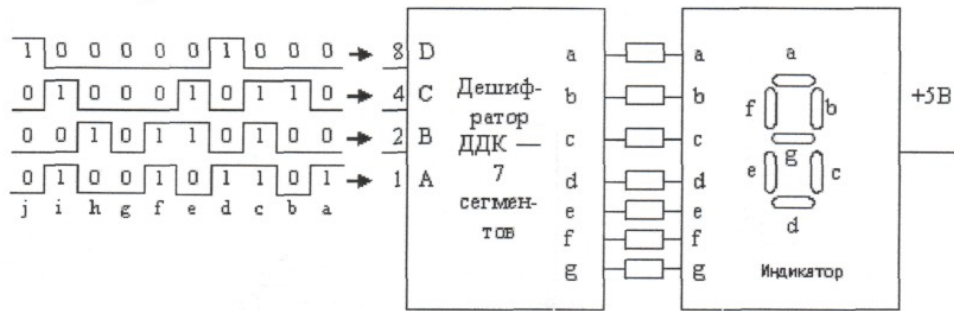 1 0 0 0 0 0 1 0 0 0 8 D
0 1 0 0 0 1 0 1 1 0 4 C
0 0 1 0 1 1 0 1 0 0 2 B
0 1 0 0 1 0 1 1 0 1 1 A
j i h g f e d c b a
Дешиф-
ратор
ДДК —
7
сегмен-
тов
a a
b b
c c
d d
e e
f f
g g
a
f b
g
e c
d
Индикатор
+5В